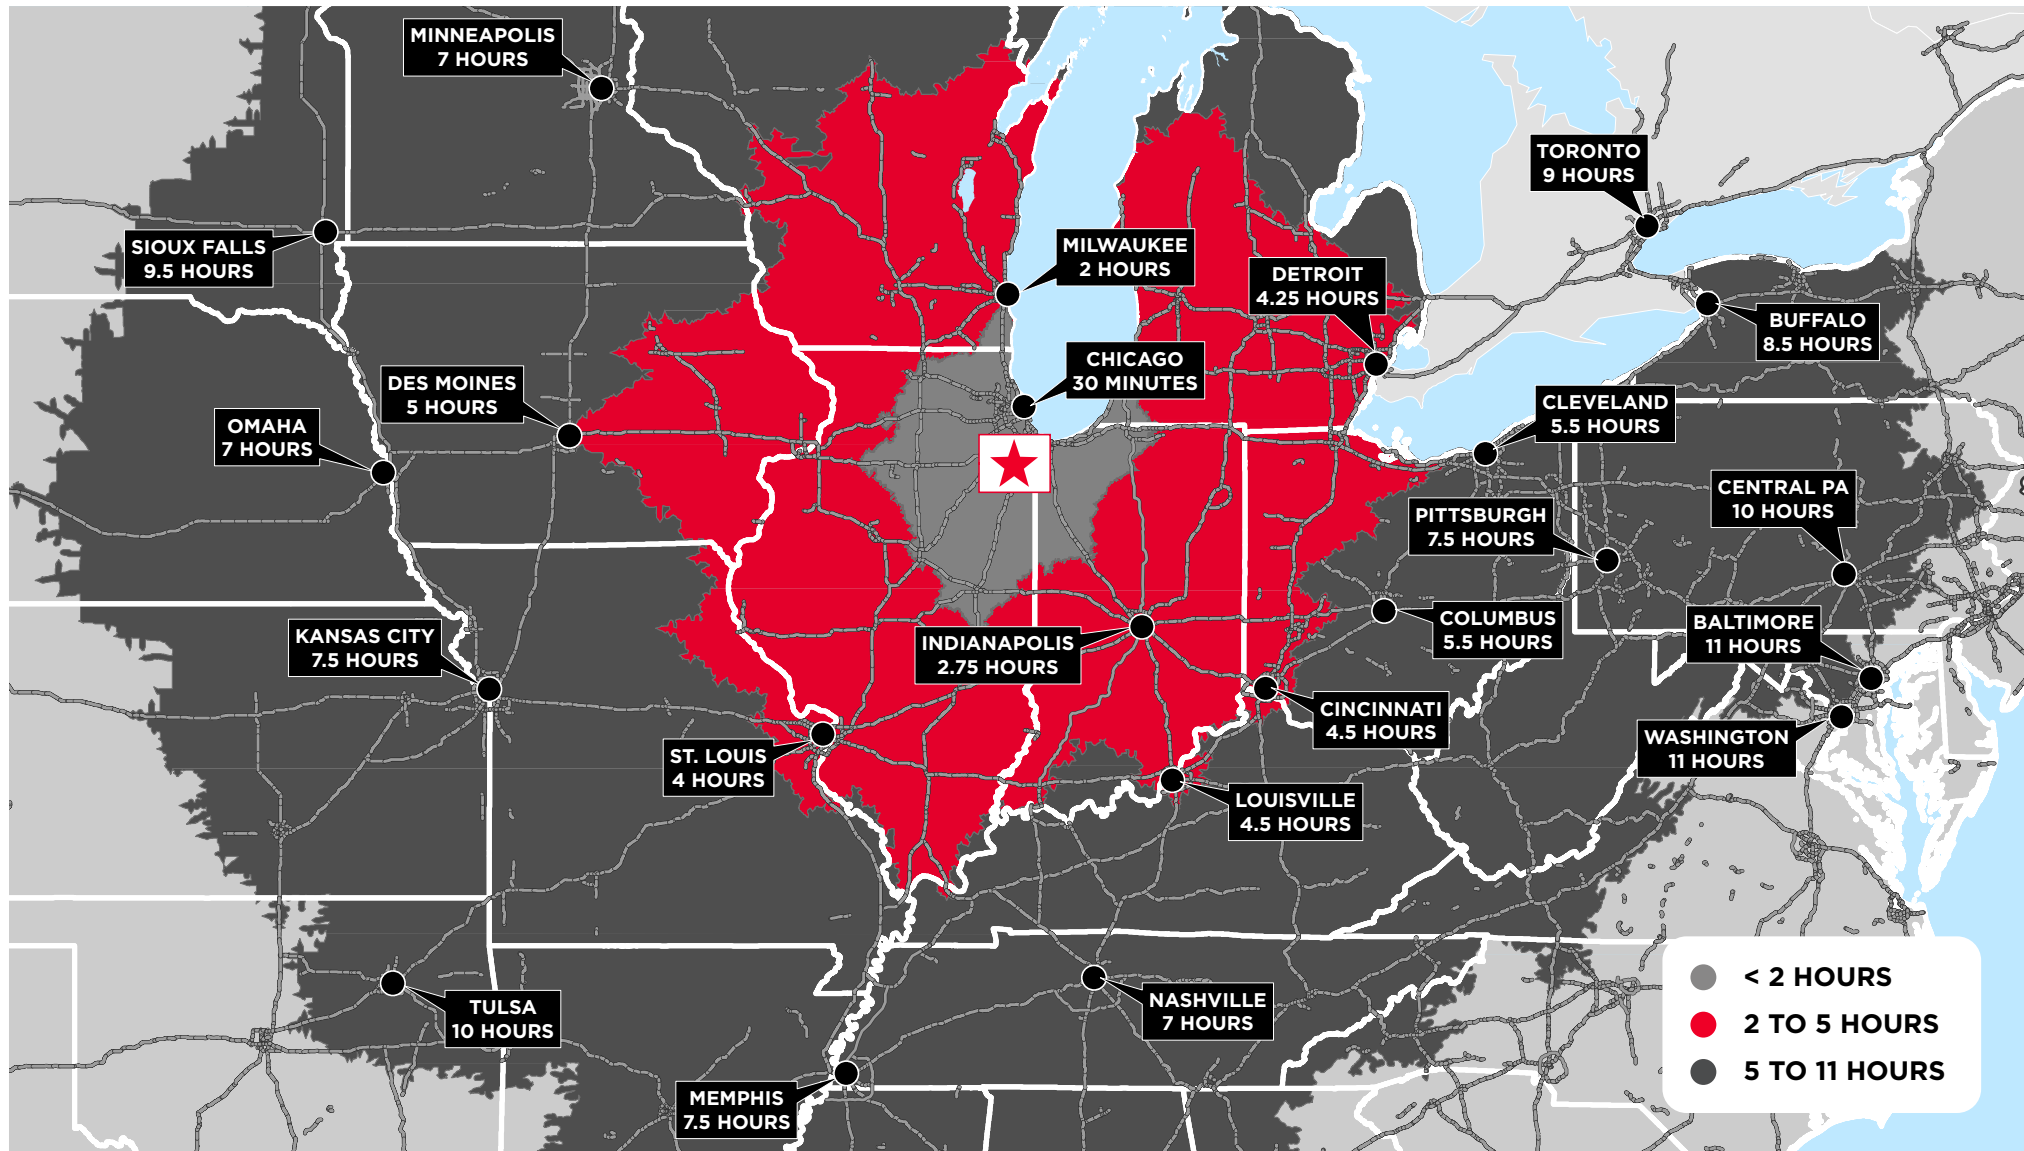 MINNEAPOLIS
7 HOURS
TORONTO
9 HOURS
SIOUX FALLS
9.5 HOURS
MILWAUKEE
2 HOURS
DETROIT
4.25 HOURS
BUFFALO
8.5 HOURS
CHICAGO
30 MINUTES
DES MOINES
5 HOURS
CLEVELAND
5.5 HOURS
OMAHA
7 HOURS
CENTRAL PA
10 HOURS
PITTSBURGH
7.5 HOURS
COLUMBUS
5.5 HOURS
BALTIMORE
11 HOURS
KANSAS CITY
7.5 HOURS
INDIANAPOLIS
2.75 HOURS
CINCINNATI
4.5 HOURS
WASHINGTON
11 HOURS
ST. LOUIS
4 HOURS
LOUISVILLE
4.5 HOURS
TULSA
10 HOURS
NASHVILLE
7 HOURS
MEMPHIS
7.5 HOURS
< 2 HOURS
2 TO 5 HOURS
5 TO 11 HOURS